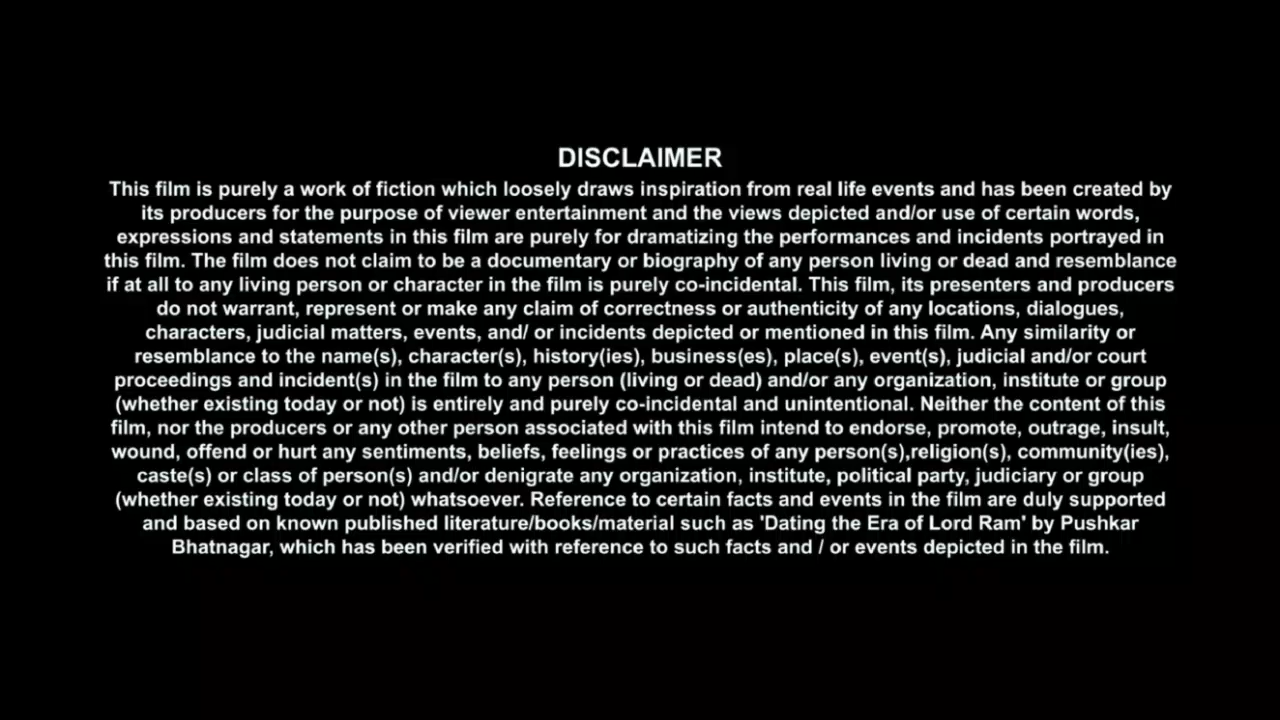 DISCLAIMER
This film is purely a work of fiction which loosely draws inspiration from real life events and has been created by
its producers for the purpose of viewer entertainment and the views depicted and/or use of certain words,
expressions and statements in this film are purely for dramatizing the performances and incidents portrayed in
this film. The film does not claim to be a documentary or biography of any person living or dead and resemblance
if at all to any living person or character in the film is purely co-incidental. This film, its presenters and producers
do not warrant, represent or make any claim of correctness or authenticity of any locations, dialogues,
characters, judicial matters, events, and/ or incidents depicted or mentioned in this film. Any similarity or
resemblance to the name(s), character(s), history(ies), business(es), place(s), event(s), judicial and/or court
proceedings and incident(s) in the film to any person (living or dead) and/or any organization, institute or group
(whether existing today or not) is entirely and purely co-incidental and unintentional. Neither the content of this
film, nor the producers or any other person associated with this film intend to endorse, promote, outrage, insult,
wound, offend or hurt any sentiments, beliefs, feelings or practices of any person(s),religion(s), community(ies),
caste(s) or class of person(s) and/or denigrate any organization, institute, political party, judiciary or group
(whether existing today or not) whatsoever. Reference to certain facts and events in the film are duly supported
and based on known published literature/books/material such as 'Dating the Era of Lord Ram' by Pushkar
Bhatnagar, which has been verified with reference to such facts and / or events depicted in the film.